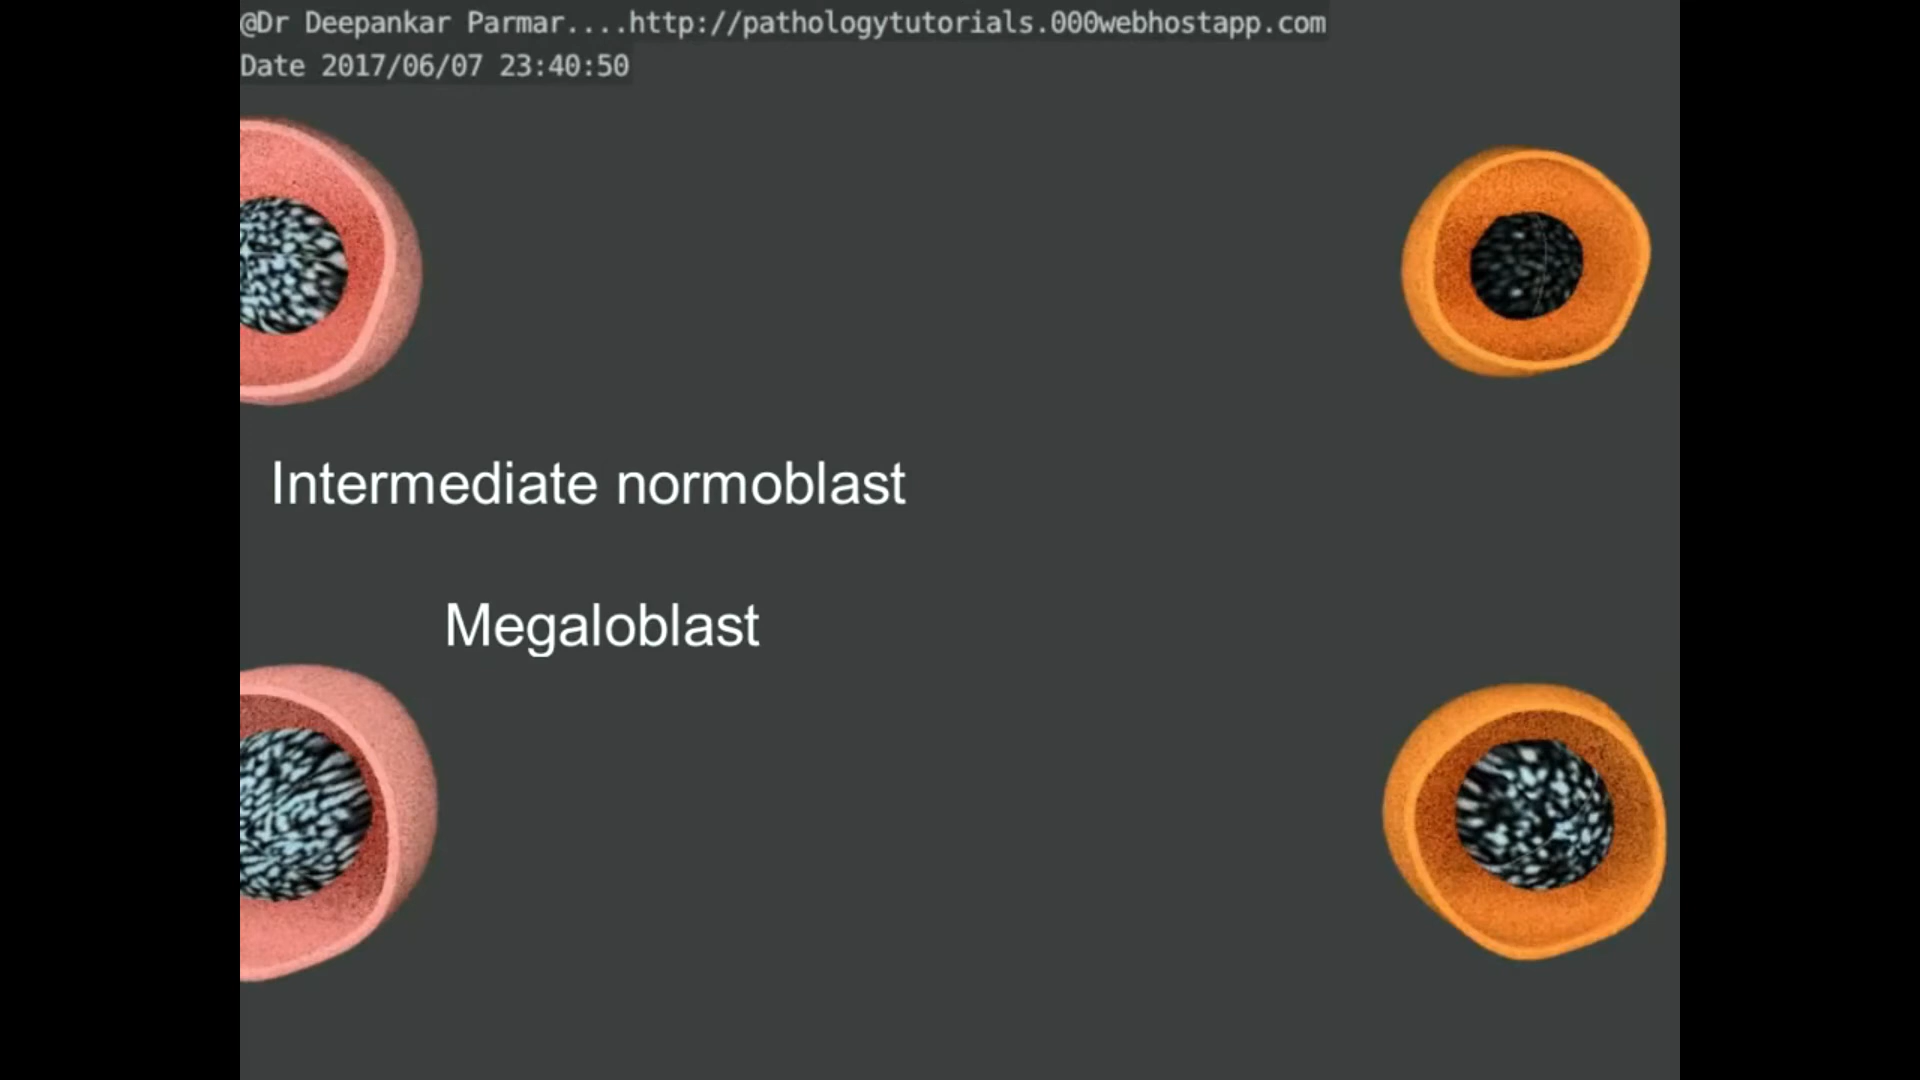 @Dr Deepankar Parmar....http://pathologytutorials.000webhostapp.com
Date 2017/06/07 23:40:50
Intermediate normoblast
Megaloblast